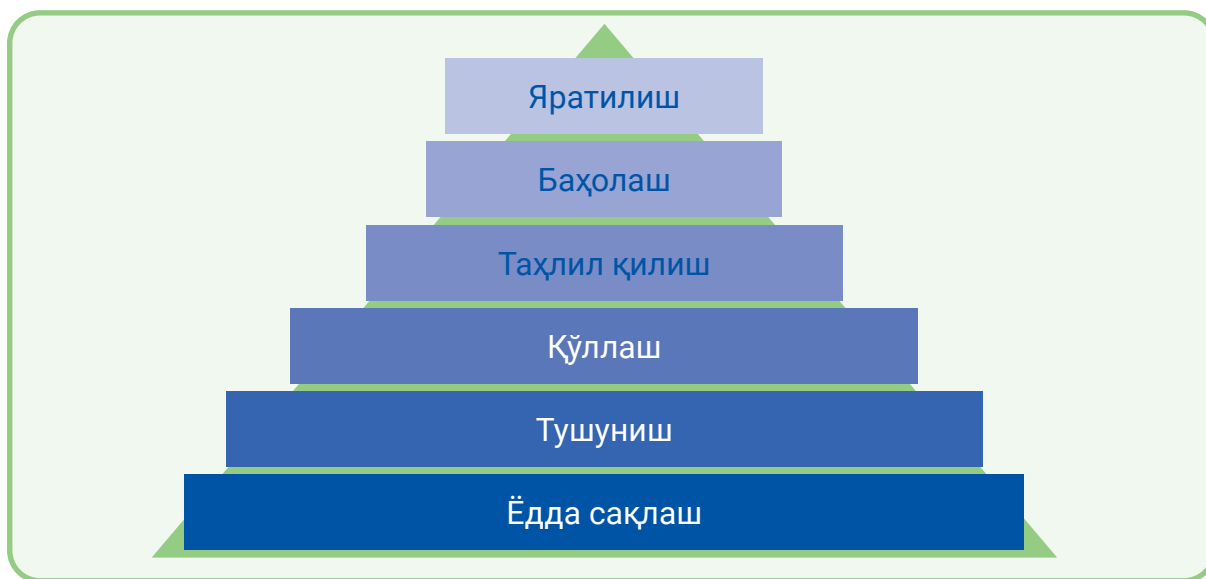 Яратилиш
Баҳолаш
Таҳлил қилиш
Қўллаш
Тушуниш
Ёдда сақлаш